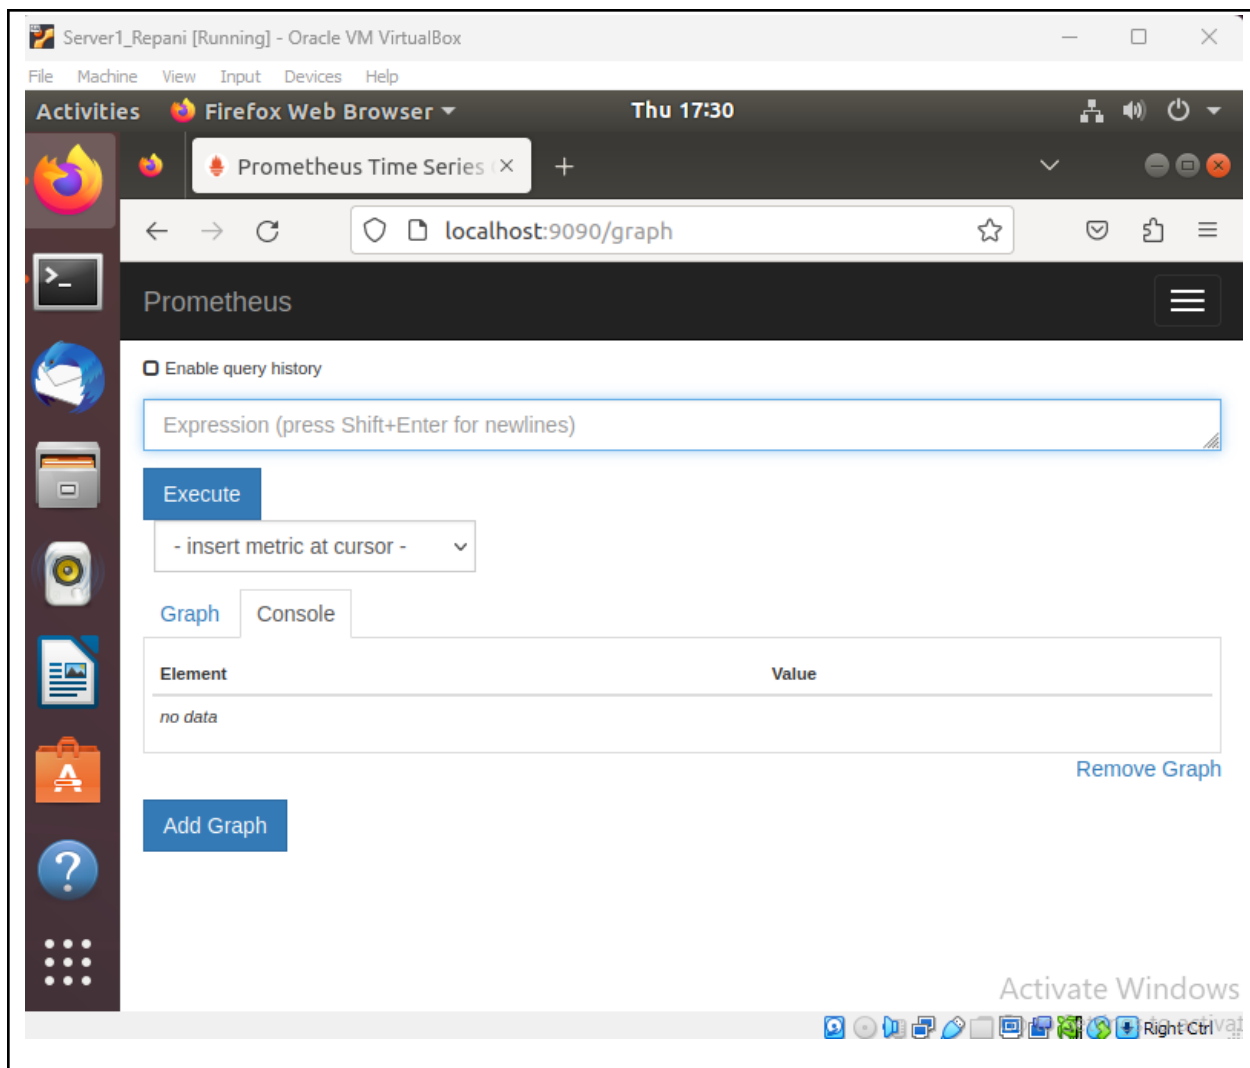 Server1_Repani [Running] - Oracle VM VirtualBox
File Machine View Input Devices Help
Activities Firefox Web Browser Thu 17:30
Prometheus Time Series
localhost:9090/graph
Prometheus
Enable query history
Expression (press Shift+Enter for newlines)
Execute
- insert metric at cursor -
Graph Console
Element Value
no data
Remove Graph
Add Graph
Activate Windows
Right Ctrl